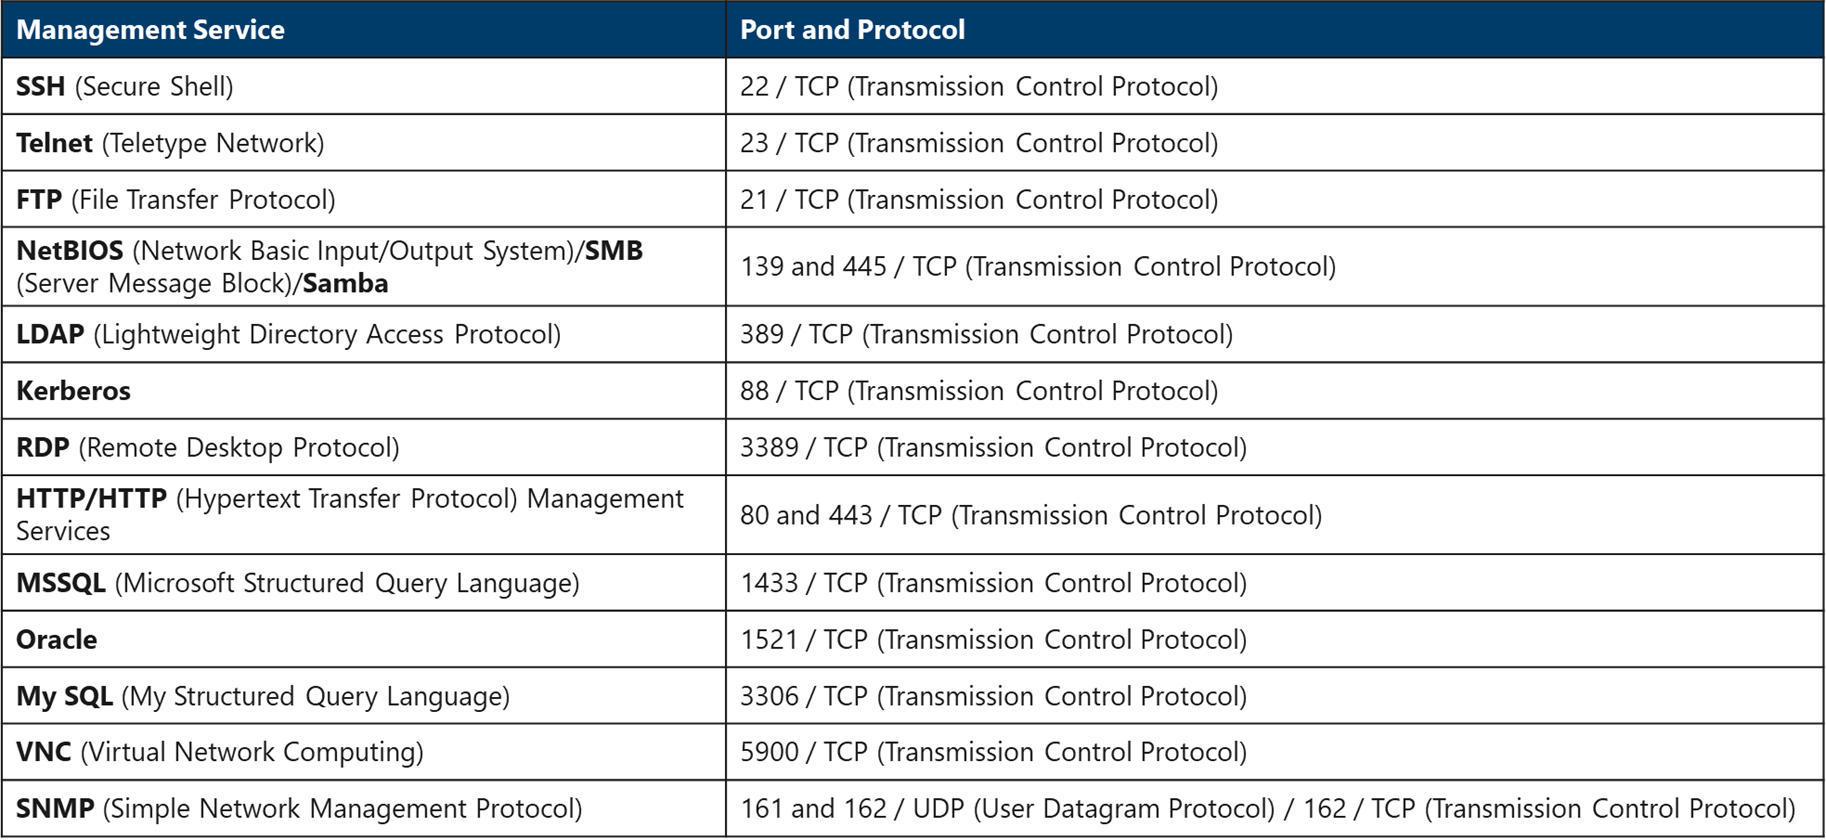 Management Service
Port and Protocol
SSH (Secure Shell)
22 / TCP (Transmission Control Protocol)
Telnet (Teletype Network)
23 / TCP (Transmission Control Protocol)
FTP (File Transfer Protocol)
21 / TCP (Transmission Control Protocol)
NetBIOS (Network Basic Input/Output System)/SMB
(Server Message Block)/Samba
139 and 445 / TCP (Transmission Control Protocol)
LDAP (Lightweight Directory Access Protocol)
389 / TCP (Transmission Control Protocol)
Kerberos
88 / TCP (Transmission Control Protocol)
RDP (Remote Desktop Protocol)
3389 / TCP (Transmission Control Protocol)
HTTP/HTTP (Hypertext Transfer Protocol) Management
Services
80 and 443 / TCP (Transmission Control Protocol)
MSSQL (Microsoft Structured Query Language)
1433 / TCP (Transmission Control Protocol)
Oracle
1521 / TCP (Transmission Control Protocol)
My SQL (My Structured Query Language)
3306 / TCP (Transmission Control Protocol)
VNC (Virtual Network Computing)
5900 / TCP (Transmission Control Protocol)
SNMP (Simple Network Management Protocol)
161 and 162 / UDP (User Datagram Protocol) / 162 / TCP (Transmission Control Protocol)